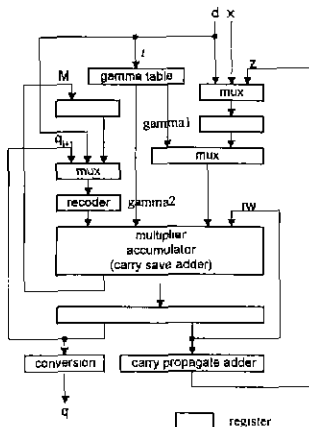 d x
t
z
M
gamma table
mux
gamma1
q
mux
mux
recoder
gamma2
rw
multiplier
accumulator
(carry save adder)
conversion
carry propagate adder
q
register